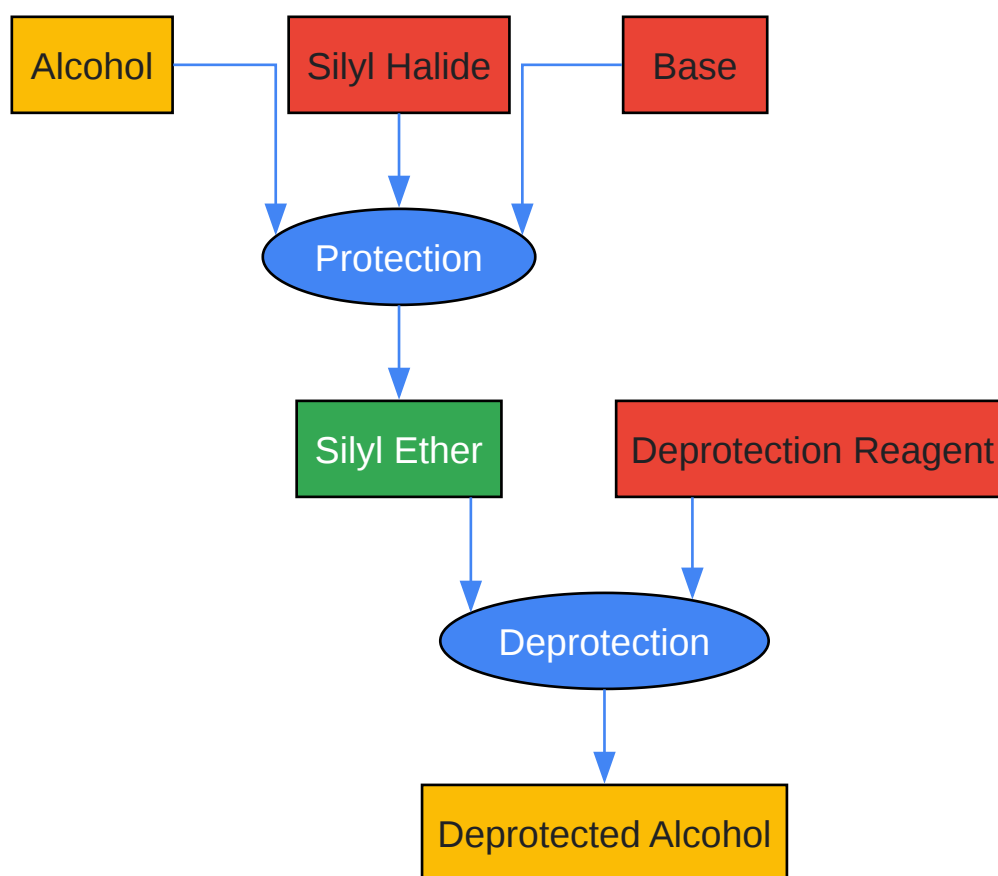 Alcohol
Silyl Halide
Base
Protection
Silyl Ether
Deprotection Reagent
Deprotection
Deprotected Alcohol